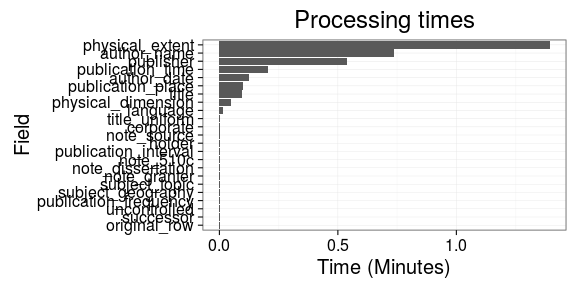 Processing times
physical_extent
author_name
publisher
publication_time
author_date
publication_place
title
physical_dimension
language
title_uniform
corporate
note_source
holder
publication_interval
note_510c
note_dissertation
note_granter
subject_topic
subject_geography
publication_frequency
uncontrolled
successor
original_row
Field
0.0 0.5 1.0
Time (Minutes)